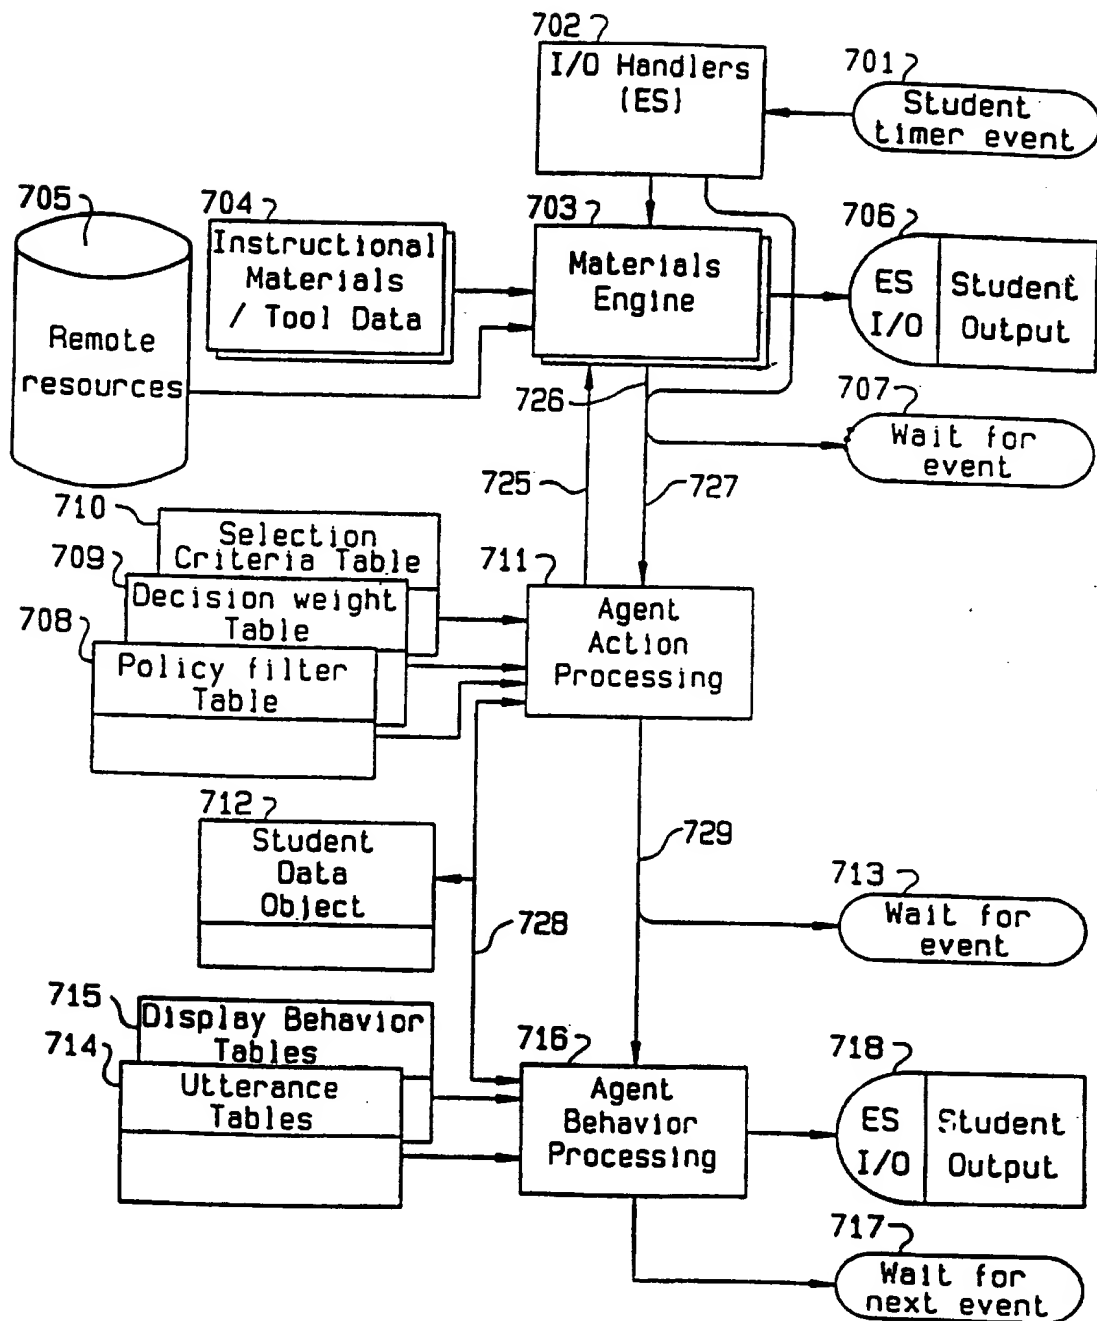 702
I/O Handlers
(ES)
701
Student
timer event
705
Remote
resources
704
Instructional
Materials
/ Tool Data
703
Materials
Engine
706
ES
I/O
Student
Output
726
707
Wait for
event
725
727
710
Selection
Criteria Table
709
Decision weight
Table
708
Policy filter
Table
711
Agent
Action
Processing
712
Student
Data
Object
728
729
713
Wait for
event
715
Display Behavior
Tables
714
Utterance
Tables
716
Agent
Behavior
Processing
718
ES
I/O
Student
Output
717
Wait for
next event